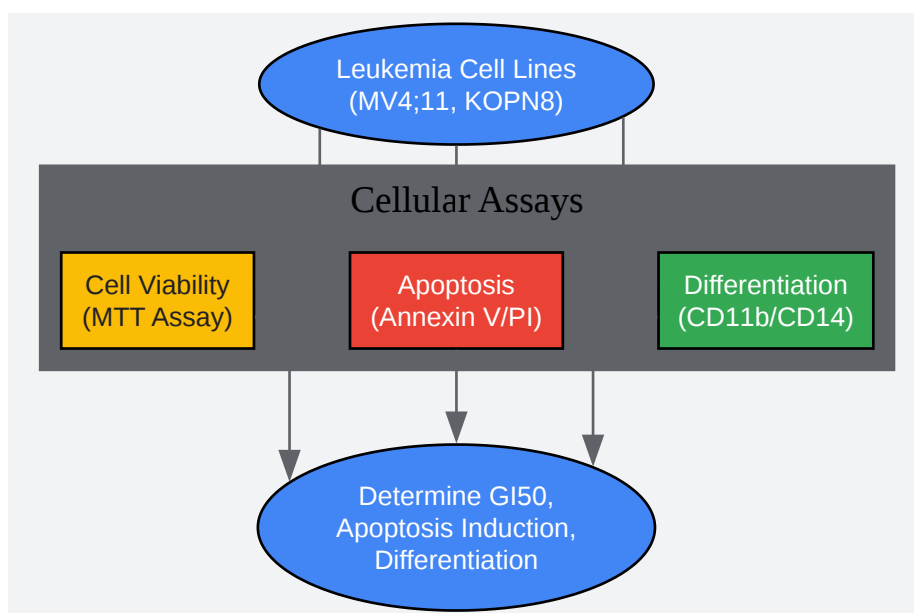 Leukemia Cell Lines
(MV4;11, KOPN8)
Cellular Assays
Cell Viability
(MTT Assay)
Apoptosis
(Annexin V/PI)
Differentiation
(CD11b/CD14)
Determine GI50,
Apoptosis Induction,
Differentiation